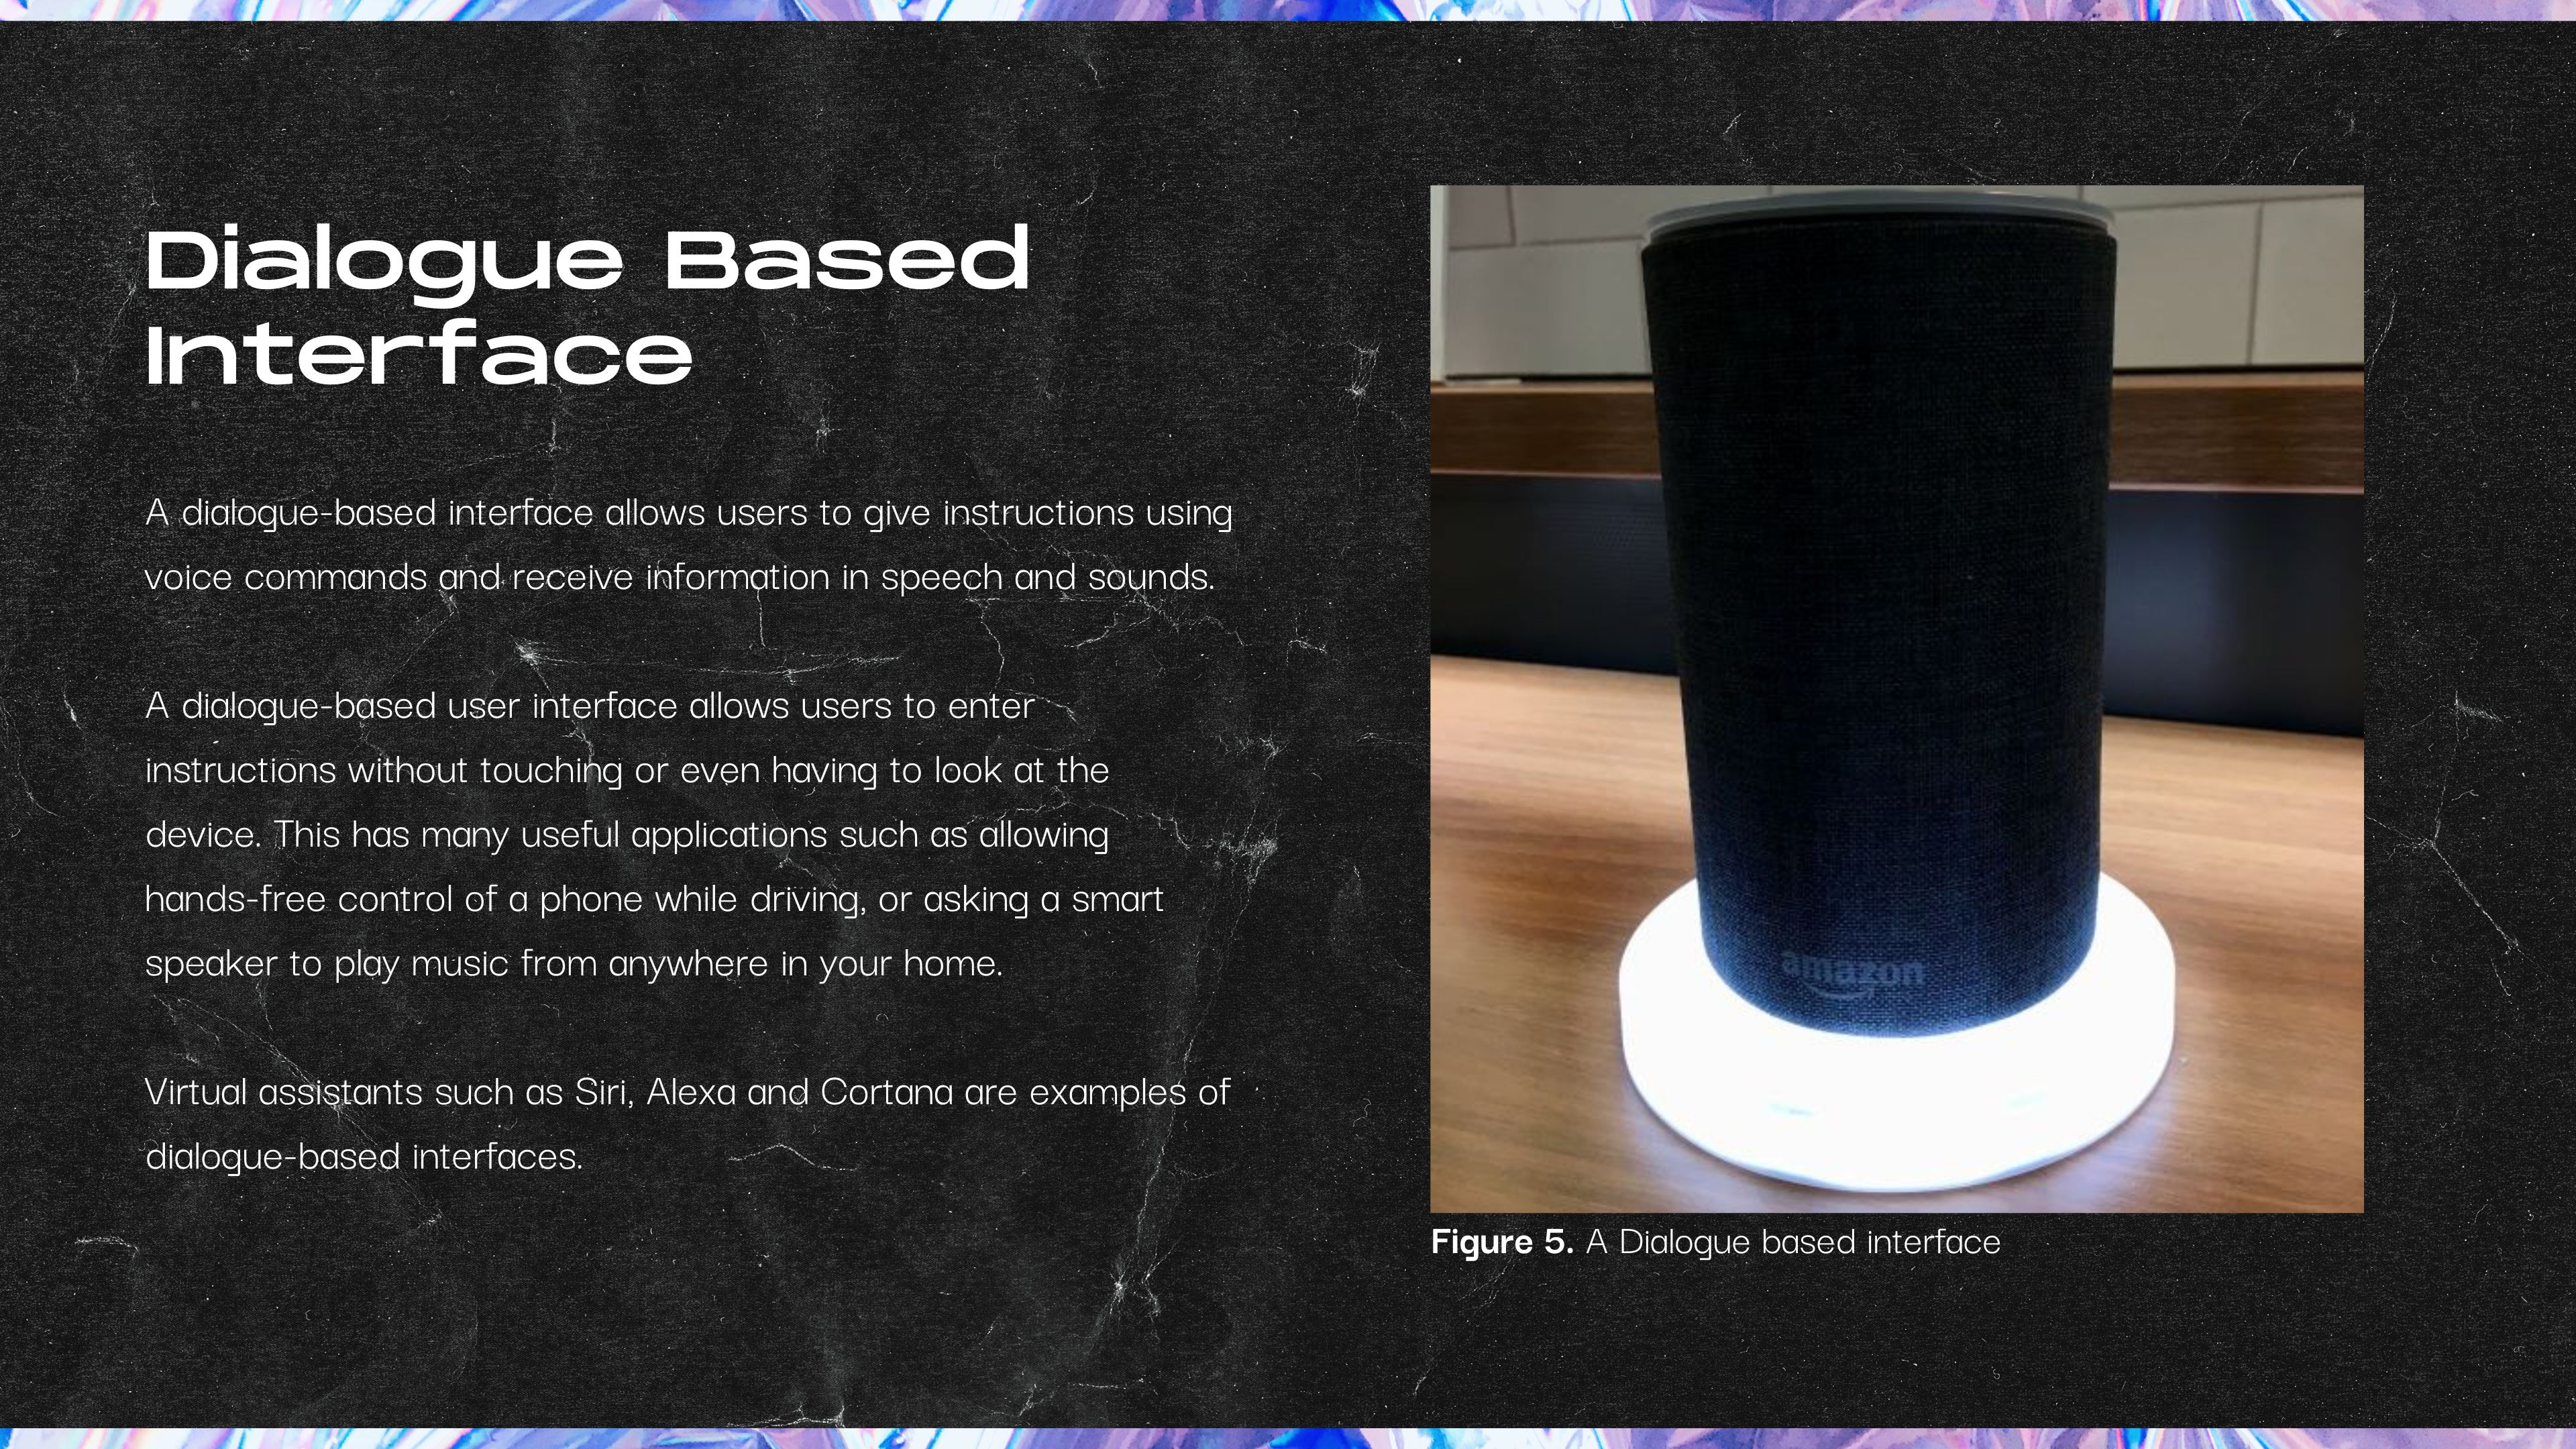 Dialogue Based
Interface
A dialogue-based interface allows users to give instructions using
voice commands and receive information in speech and sounds.
A dialogue-based user interface allows users to enter
instructions without touching or even having to look at the
device. This has many useful applications such as allowing
hands-free control of a phone while driving, or asking a smart
speaker to play music from anywhere in your home.
Virtual assistants such as Siri, Alexa and Cortana are examples of
dialogue-based interfaces.
amazon
Figure 5. A Dialogue based interface